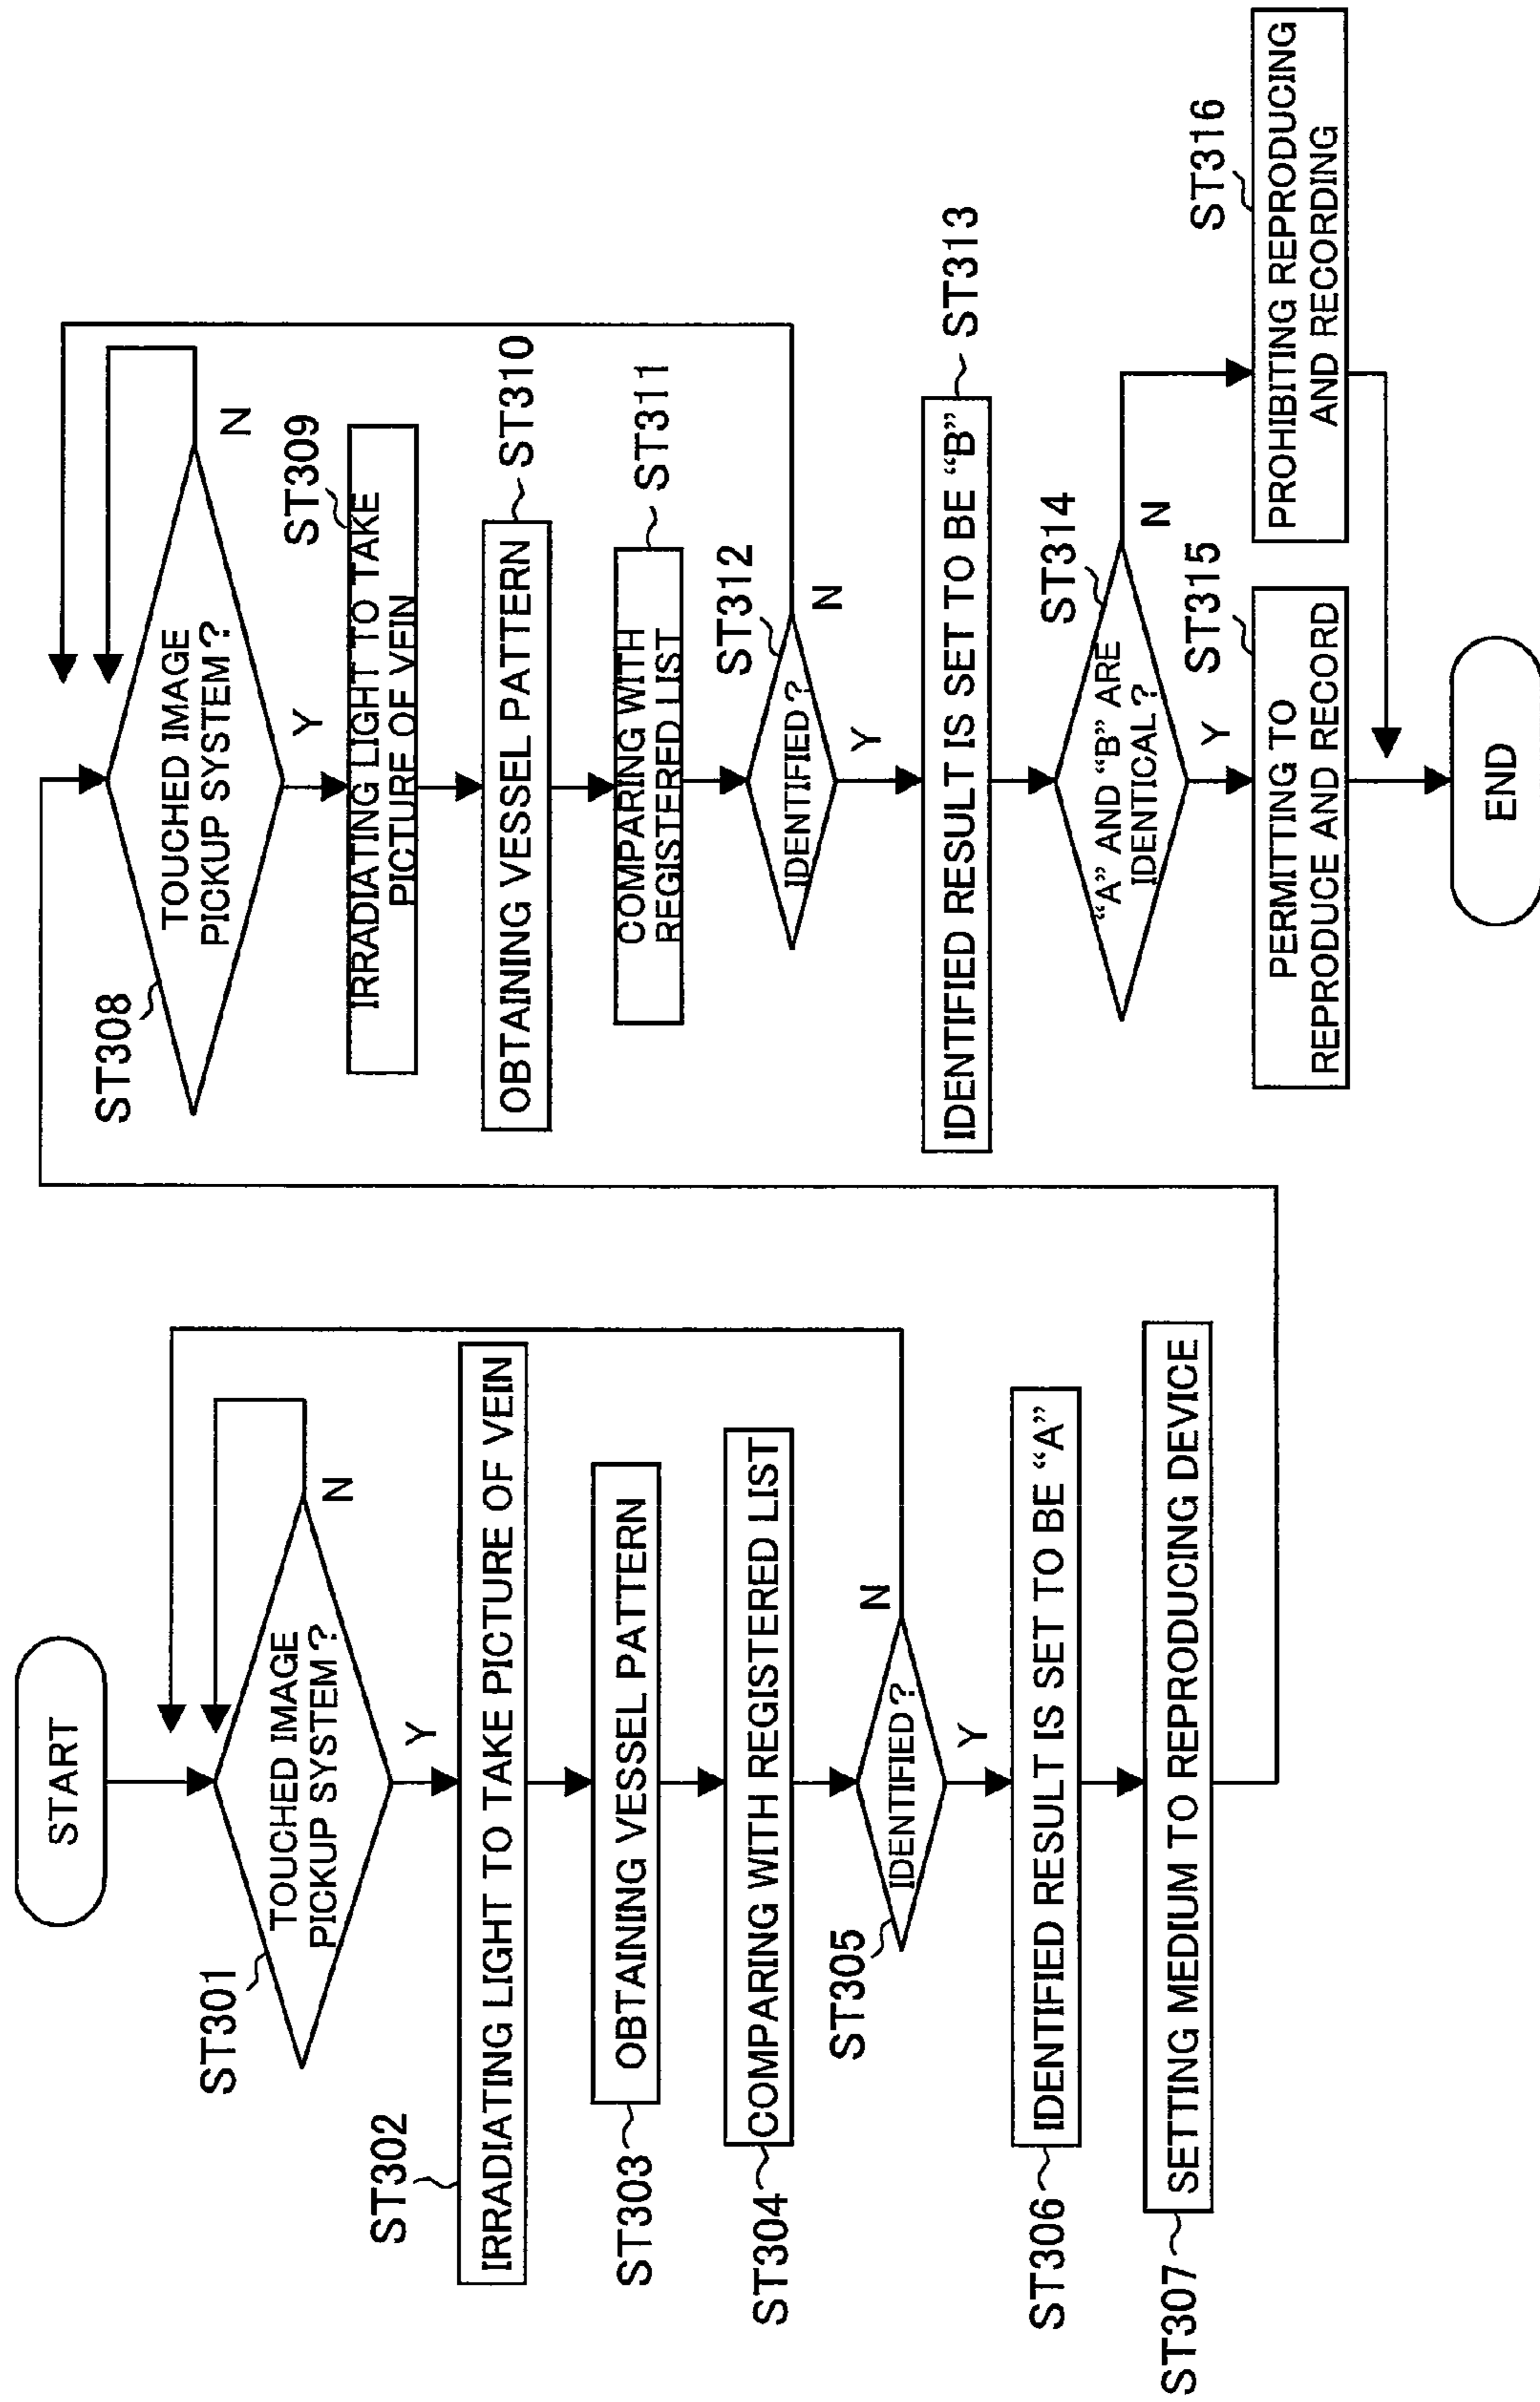 START
ST301
TOUCHED IMAGE
PICKUP SYSTEM?
N
Y
ST302
IRRADIATING LIGHT TO TAKE PICTURE OF VEIN
ST303
OBTAINING VESSEL PATTERN
ST304
COMPARING WITH REGISTERED LIST
ST305
IDENTIFIED?
N
Y
ST306
IDENTIFIED RESULT IS SET TO BE “A”
ST307
SETTING MEDIUM TO REPRODUCING DEVICE
ST308
TOUCHED IMAGE
PICKUP SYSTEM?
N
Y
ST309
IRRADIATING LIGHT TO TAKE
PICTURE OF VEIN
ST310
OBTAINING VESSEL PATTERN
ST311
COMPARING WITH
REGISTERED LIST
ST312
IDENTIFIED?
N
Y
ST313
IDENTIFIED RESULT IS SET TO BE “B”
ST314
“A” AND “B” ARE
IDENTICAL?
N
Y
ST315
PERMITTING TO
REPRODUCE AND RECORD
ST316
PROHIBITING REPRODUCING
AND RECORDING
END